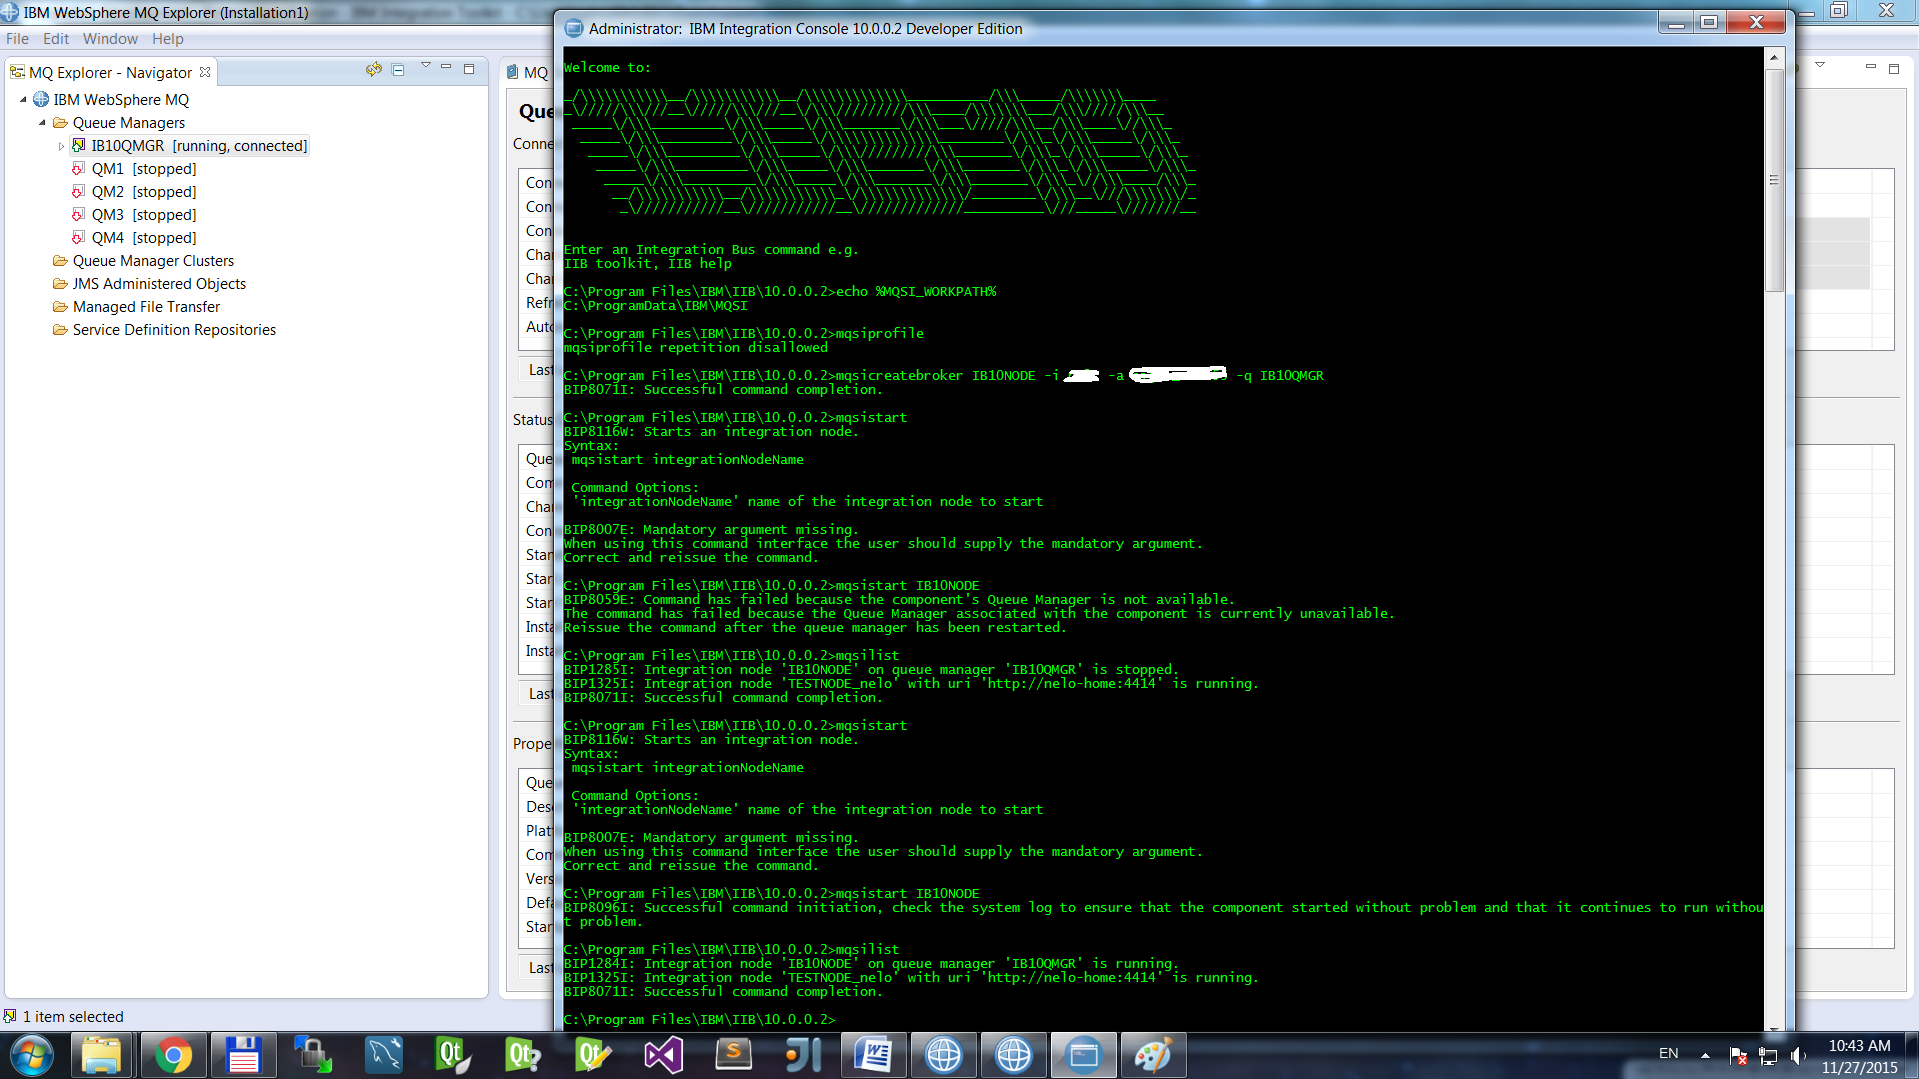 IBM WebSphere MQ Explorer (Installation1)
File Edit Window Help
MQ Explorer - Navigator
IBM WebSphere MQ
Queue Managers
IB10QMGR [running, connected]
QM1 [stopped]
QM2 [stopped]
QM3 [stopped]
QM4 [stopped]
Queue Manager Clusters
JMS Administered Objects
Managed File Transfer
Service Definition Repositories
1 item selected
MQ
Que
Conne
Con
Con
Con
Char
Char
Refr
Auto
Last
Status
Que
Com
Char
Con
Stan
Stan
Star
Insta
Insta
Last
Prope
Que
Des
Platf
Com
Vers
Defa
Star
Last
Administrator: IBM Integration Console 10.0.0.2 Developer Edition
Welcome to:
Enter an Integration Bus command e.g.
IIB toolkit, IIB help
C:\Program Files\IBM\IIB\10.0.0.2>echo %MQSI_WORKPATH%
C:\ProgramData\IBM\MQSI
C:\Program Files\IBM\IIB\10.0.0.2>mqsiprofile
mqsiprofile repetition disallowed
C:\Program Files\IBM\IIB\10.0.0.2>mqsicreatebroker IB10NODE -i -a -q IB10QMGR
BIP8071I: Successful command completion.
C:\Program Files\IBM\IIB\10.0.0.2>mqsistart
BIP8116W: Starts an integration node.
Syntax:
mqsistart integrationNodeName
Command Options:
'integrationNodeName' name of the integration node to start
BIP8007E: Mandatory argument missing.
When using this command interface the user should supply the mandatory argument.
Correct and reissue the command.
C:\Program Files\IBM\IIB\10.0.0.2>mqsistart IB10NODE
BIP8059E: Command has failed because the component's Queue Manager is not available.
The command has failed because the Queue Manager associated with the component is currently unavailable.
Reissue the command after the queue manager has been restarted.
C:\Program Files\IBM\IIB\10.0.0.2>mqsilist
BIP1285I: Integration node 'IB10NODE' on queue manager 'IB10QMGR' is stopped.
BIP1325I: Integration node 'TESTNODE_nelo' with uri 'http://nelo-home:4414' is running.
BIP8071I: Successful command completion.
C:\Program Files\IBM\IIB\10.0.0.2>mqsistart
BIP8116W: Starts an integration node.
Syntax:
mqsistart integrationNodeName
Command Options:
'integrationNodeName' name of the integration node to start
BIP8007E: Mandatory argument missing.
When using this command interface the user should supply the mandatory argument.
Correct and reissue the command.
C:\Program Files\IBM\IIB\10.0.0.2>mqsistart IB10NODE
BIP8096I: Successful command initiation, check the system log to ensure that the component started without problem and that it continues to run withou
t problem.
C:\Program Files\IBM\IIB\10.0.0.2>mqsilist
BIP1284I: Integration node 'IB10NODE' on queue manager 'IB10QMGR' is running.
BIP1325I: Integration node 'TESTNODE_nelo' with uri 'http://nelo-home:4414' is running.
BIP8071I: Successful command completion.
C:\Program Files\IBM\IIB\10.0.0.2>
EN
10:43 AM
11/27/2015